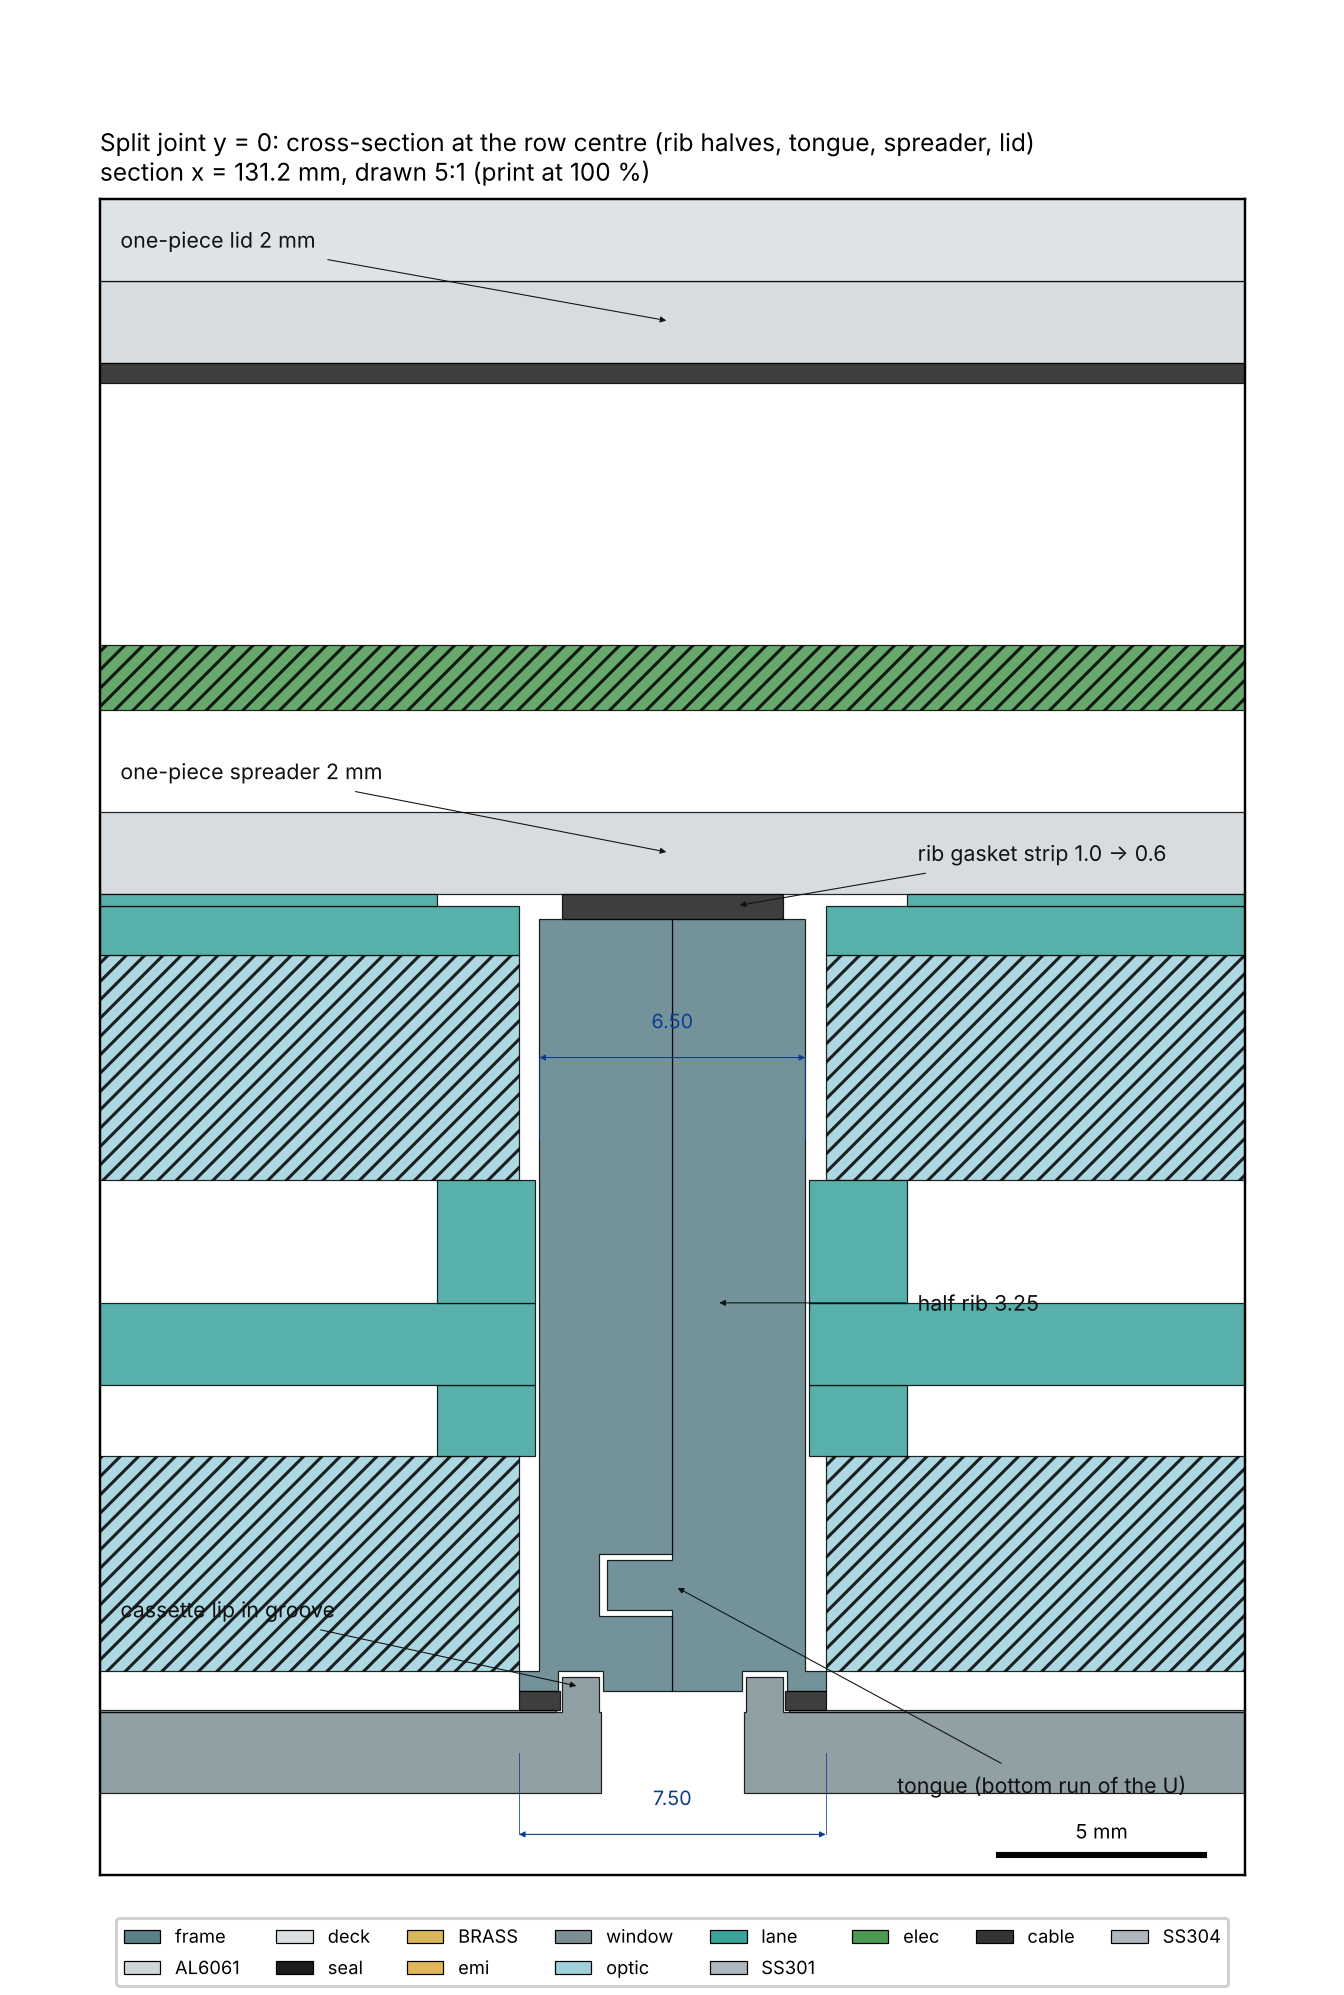 Split joint y = 0: cross-section at the row centre (rib halves, tongue, spreader, lid)
section x = 131.2 mm, drawn 5:1 (print at 100 %)
one-piece lid 2 mm
one-piece spreader 2 mm
rib gasket strip 1.0 → 0.6
6.50
half rib 3.25
cassette lip in groove
tongue (bottom run of the U)
7.50
5 mm
frame deck BRASS window lane elec cable SS304
AL6061 seal emi optic SS301